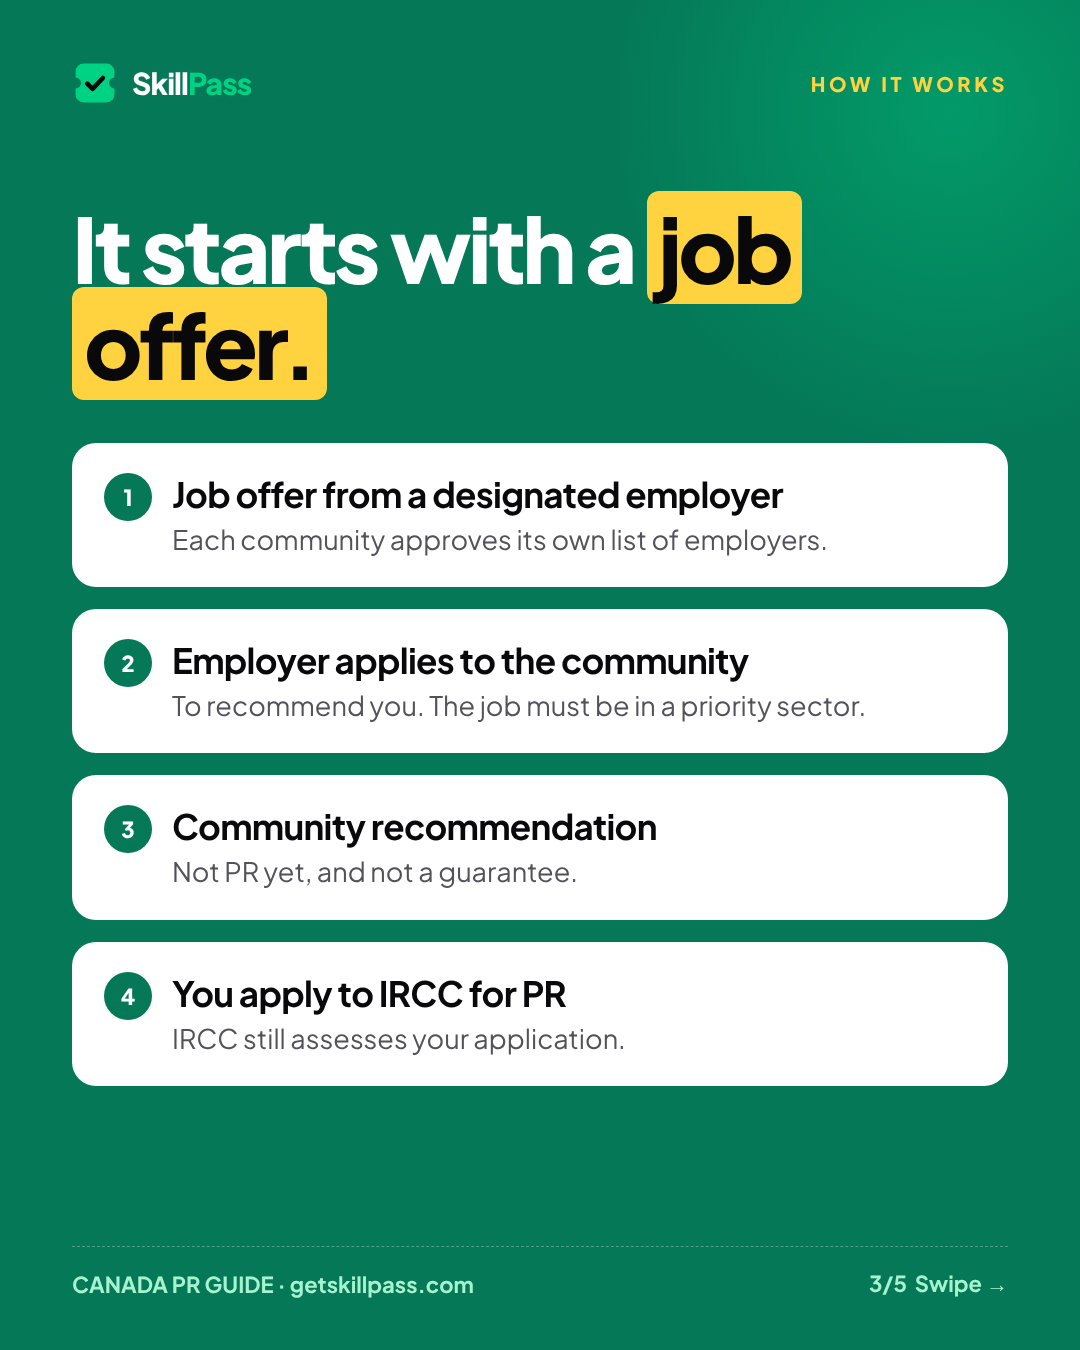 SkillPass
HOW IT WORKS
It starts with a job
offer.
1
Job offer from a designated employer
Each community approves its own list of employers.
2
Employer applies to the community
To recommend you. The job must be in a priority sector.
3
Community recommendation
Not PR yet, and not a guarantee.
4
You apply to IRCC for PR
IRCC still assesses your application.
CANADA PR GUIDE · getskillpass.com
3/5 Swipe →